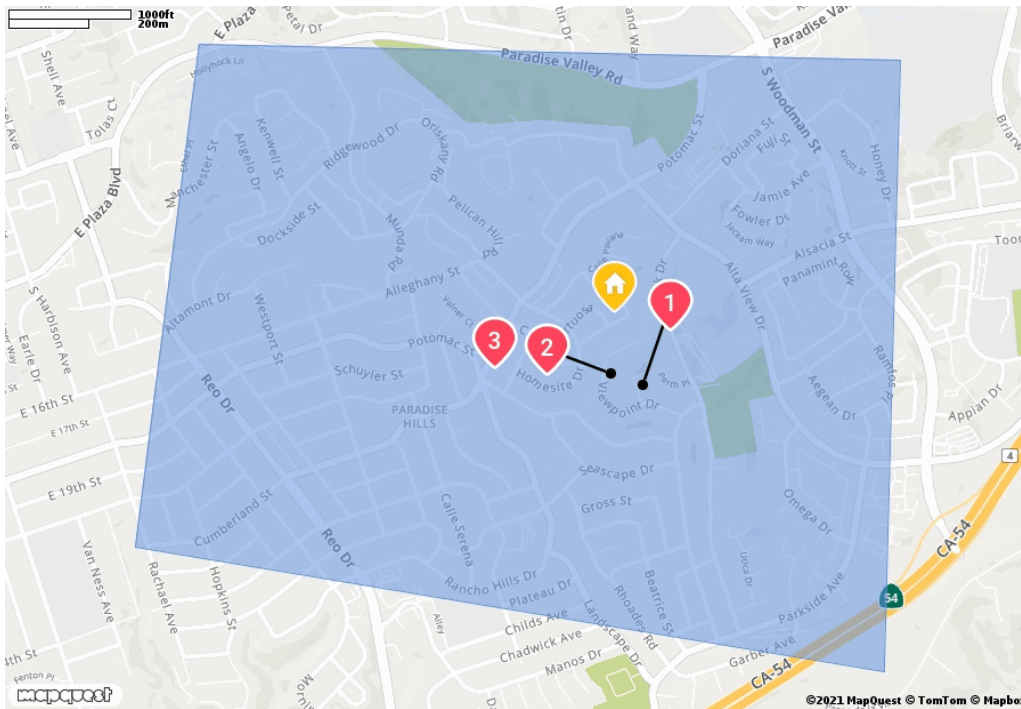 1000ft
200m
E Plaza
Petal Dr
Paradise Valley
Shell Ave
Hollyhock Ln
Paradise Valley Rd
S Woodman St
Tolas Ct
Kenwell St
Angelo Dr
Ridgewood Dr
Oriskany Rd
Potomac St
Doriana St
Fuji St
Knott St
Honey Dr
Manchester St
E Plaza Blvd
Dockside St
Munda Rd
Pelican Hill Rd
Jamie Ave
Fowler Dr
Jackam Way
Alsacia St
Panamint Row
Alta View Dr
S Harbison Ave
Altamont Dr
Westport St
Alleghany St
Valner Ct
Potomac St
1
2
3
Earle Dr
Schuyler St
Homesite Dr
Viewpoint Dr
Perth Pl
Aegean Dr
Ramfos Pl
Appian Dr
E 16th St
Reo Dr
E 17th St
PARADISE
HILLS
4
E 19th St
Seascape Dr
Gross St
Omega Dr
Cumberland St
Calle Serena
CA-54
Van Ness Ave
Rachael Ave
Hopkins St
Reo Dr
Rancho Hills Dr
Plateau Dr
Beatrice St
Utica Dr
Parkside Ave
54
Alley
Childs Ave
Rhoades Rd
Landscape Dr
Chadwick Ave
Garber Ave
Manos Dr
CA-54
Fenton Pl
mapquest
©2021 MapQuest © TomTom © Mapbox